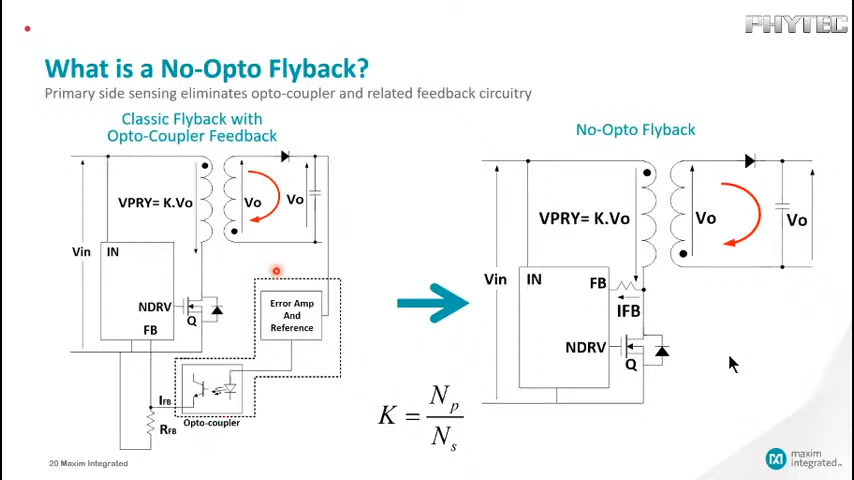 PHYTEC
What is a No-Opto Flyback?
Primary side sensing eliminates opto-coupler and related feedback circuitry
Classic Flyback with
Opto-Coupler Feedback
VPRY= K.Vo
Vo
Vo
Vin
IN
NDRV
FB
Q
Error Amp
And
Reference
IFB
RFB
Opto-coupler
No-Opto Flyback
VPRY= K.Vo
Vo
Vo
Vin
IN
FB
IFB
NDRV
Q
K = Np / Ns
20 Maxim Integrated
maxim
integrated™